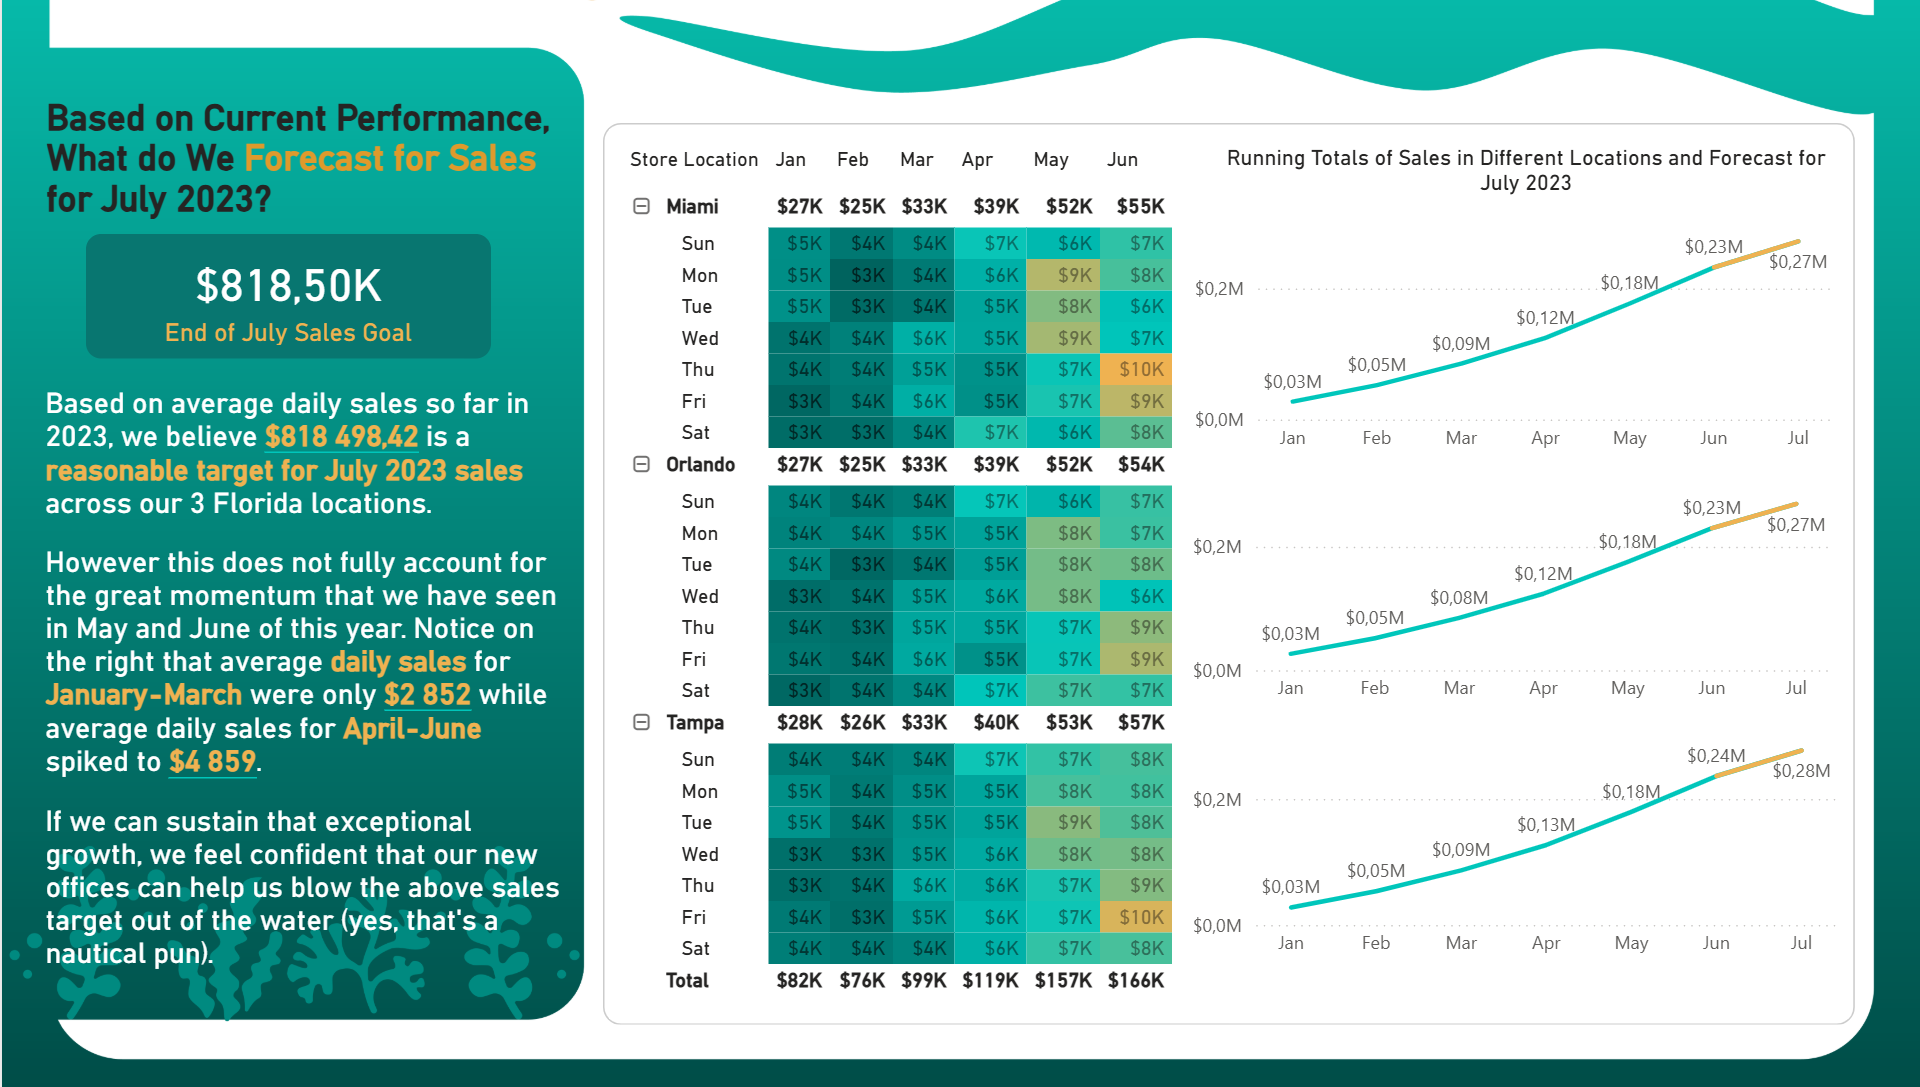 Based on Current Performance,
What do We Forecast for Sales
for July 2023?
$818,50K
End of July Sales Goal
Based on average daily sales so far in
2023, we believe $818 498,42 is a
reasonable target for July 2023 sales
across our 3 Florida locations.
However this does not fully account for
the great momentum that we have seen
in May and June of this year. Notice on
the right that average daily sales for
January-March were only $2 852 while
average daily sales for April-June
spiked to $4 859.
If we can sustain that exceptional
growth, we feel confident that our new
offices can help us blow the above sales
target out of the water (yes, that's a
nautical pun).
Store Location Jan Feb Mar Apr May Jun
Miami $27K $25K $33K $39K $52K $55K
Sun $5K $4K $4K $7K $6K $7K
Mon $5K $3K $4K $6K $9K $8K
Tue $5K $3K $4K $5K $8K $6K
Wed $4K $4K $6K $5K $9K $7K
Thu $4K $4K $5K $5K $7K $10K
Fri $3K $4K $6K $5K $7K $9K
Sat $3K $3K $4K $7K $6K $8K
Orlando $27K $25K $33K $39K $52K $54K
Sun $4K $4K $4K $7K $6K $7K
Mon $4K $4K $5K $5K $8K $7K
Tue $4K $3K $4K $5K $8K $8K
Wed $3K $4K $5K $6K $8K $6K
Thu $4K $3K $5K $5K $7K $9K
Fri $4K $4K $6K $5K $7K $9K
Sat $3K $4K $4K $7K $7K $7K
Tampa $28K $26K $33K $40K $53K $57K
Sun $4K $4K $4K $7K $7K $8K
Mon $5K $4K $5K $5K $8K $8K
Tue $5K $4K $5K $5K $9K $8K
Wed $3K $3K $5K $6K $8K $8K
Thu $3K $4K $6K $6K $7K $9K
Fri $4K $3K $5K $6K $7K $10K
Sat $4K $4K $4K $6K $7K $8K
Total $82K $76K $99K $119K $157K $166K
Running Totals of Sales in Different Locations and Forecast for
July 2023
$0,23M
$0,27M
$0,18M
$0,2M
$0,12M
$0,09M
$0,05M
$0,03M
$0,0M
Jan Feb Mar Apr May Jun Jul
$0,23M
$0,27M
$0,18M
$0,2M
$0,12M
$0,08M
$0,05M
$0,03M
$0,0M
Jan Feb Mar Apr May Jun Jul
$0,24M
$0,28M
$0,18M
$0,2M
$0,13M
$0,09M
$0,05M
$0,03M
$0,0M
Jan Feb Mar Apr May Jun Jul